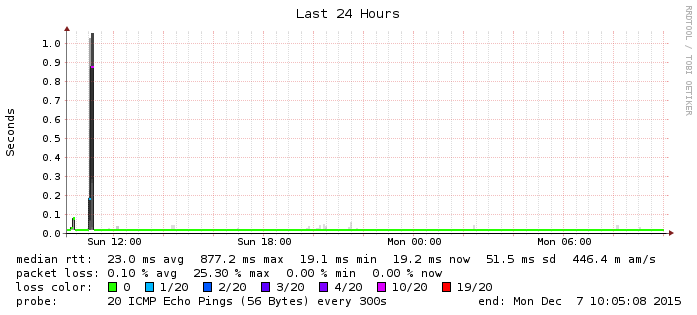 Last 24 Hours
RRDTOOL / TOBI OETIKER
Seconds
1.0
0.9
0.8
0.7
0.6
0.5
0.4
0.3
0.2
0.1
0.0
Sun 12:00 Sun 18:00 Mon 00:00 Mon 06:00
median rtt: 23.0 ms avg 877.2 ms max 19.1 ms min 19.2 ms now 51.5 ms sd 446.4 m am/s
packet loss: 0.10 % avg 25.30 % max 0.00 % min 0.00 % now
loss color: 0 1/20 2/20 3/20 4/20 10/20 19/20
probe: 20 ICMP Echo Pings (56 Bytes) every 300s end: Mon Dec 7 10:05:08 2015